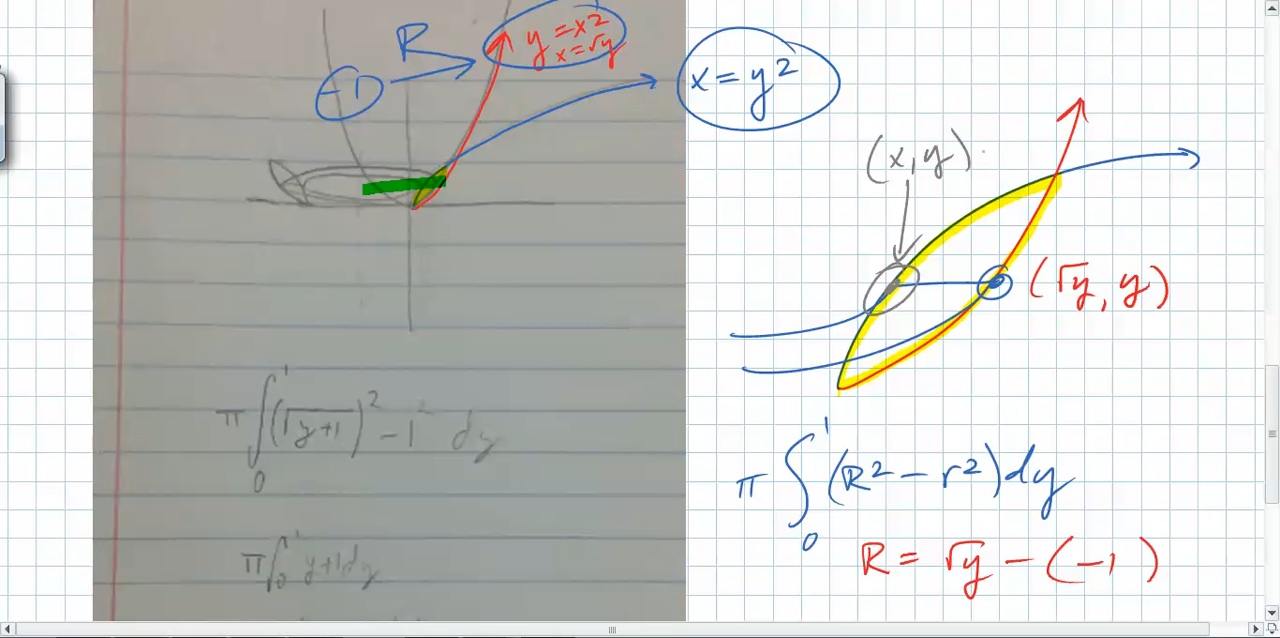 R
-1
y = x²
x = √y
x = y²
(x, y)
(√y, y)
π ∫₀¹ (√y+1)² - 1² dy
π ∫₀¹ y+1 dy
π ∫₀¹ (R² - r²) dy
R = √y - (-1)